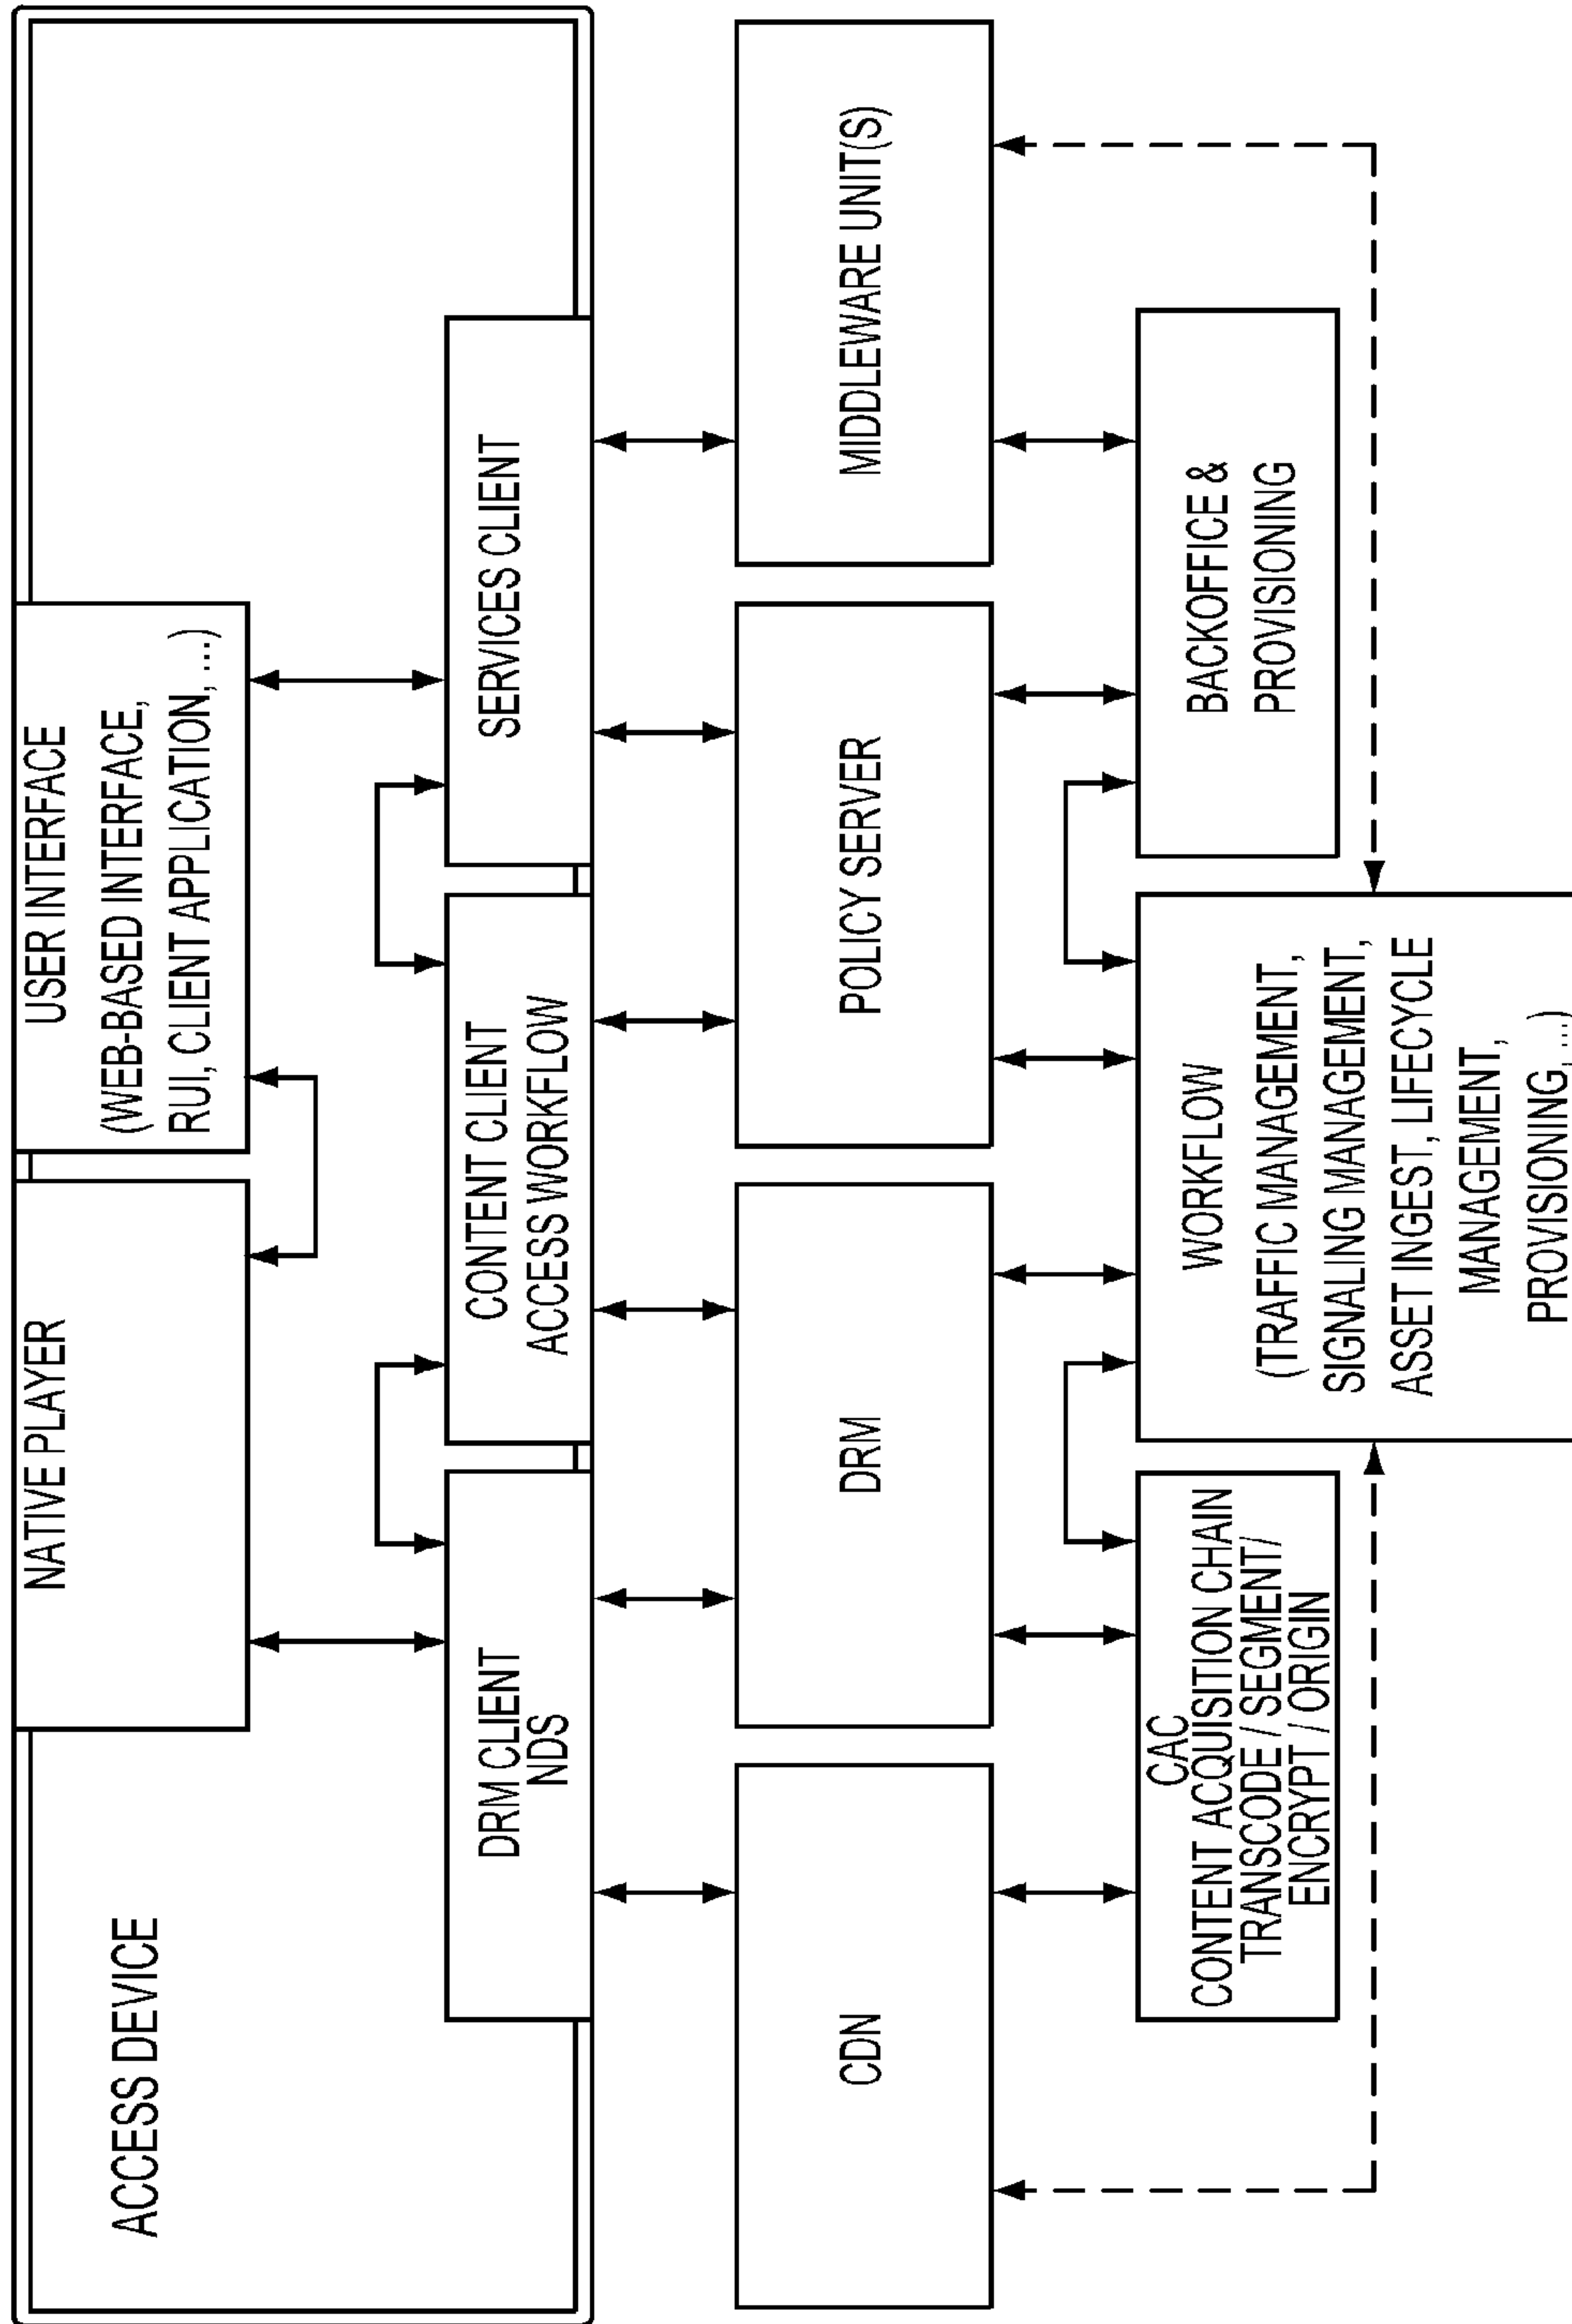 ACCESS DEVICE
NATIVE PLAYER
USER INTERFACE
(WEB-BASED INTERFACE,
RUI, CLIENT APPLICATION, ...)
DRM CLIENT
NDS
CONTENT CLIENT
ACCESS WORKFLOW
SERVICES CLIENT
CDN
DRM
POLICY SERVER
MIDDLEWARE UNIT(S)
CAC
CONTENT ACQUISITION CHAIN
TRANSCODE / SEGMENT/
ENCRYPT / ORIGIN
WORKFLOW
(TRAFFIC MANAGEMENT,
SIGNALING MANAGEMENT,
ASSET INGEST, LIFECYCLE
MANAGEMENT,
PROVISIONING, ...)
BACKOFFICE &
PROVISIONING